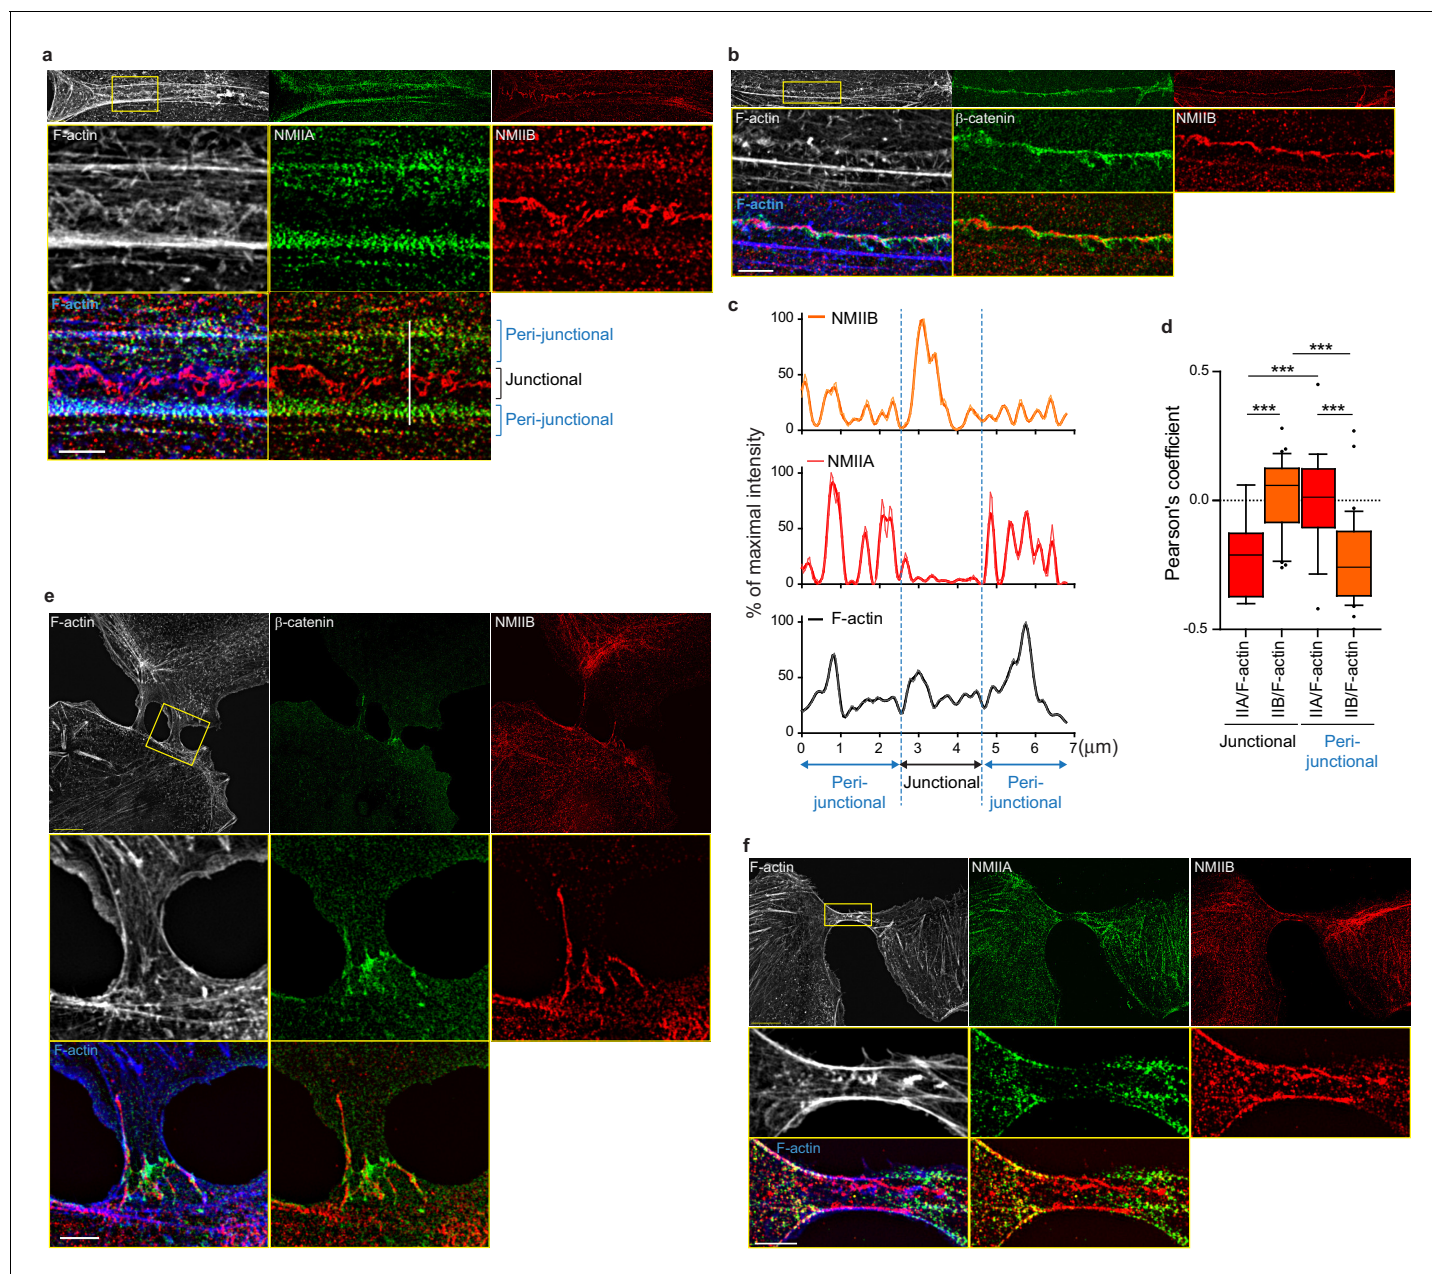 a
F-actin
NMIIA
NMIIB
F-actin
Peri-junctional
Junctional
Peri-junctional
b
F-actin
β-catenin
NMIIB
F-actin
c
% of maximal intensity
100
50
0
NMIIB
100
50
0
NMIIA
100
50
0
F-actin
0 1 2 3 4 5 6 7 (μm)
Peri-
junctional
Junctional
Peri-
junctional
d
Pearson's coefficient
0.5
0.0
-0.5
***
***
***
***
IIA/F-actin
IIB/F-actin
IIA/F-actin
IIB/F-actin
Junctional
Peri-
junctional
e
F-actin
β-catenin
NMIIB
F-actin
f
F-actin
NMIIA
NMIIB
F-actin